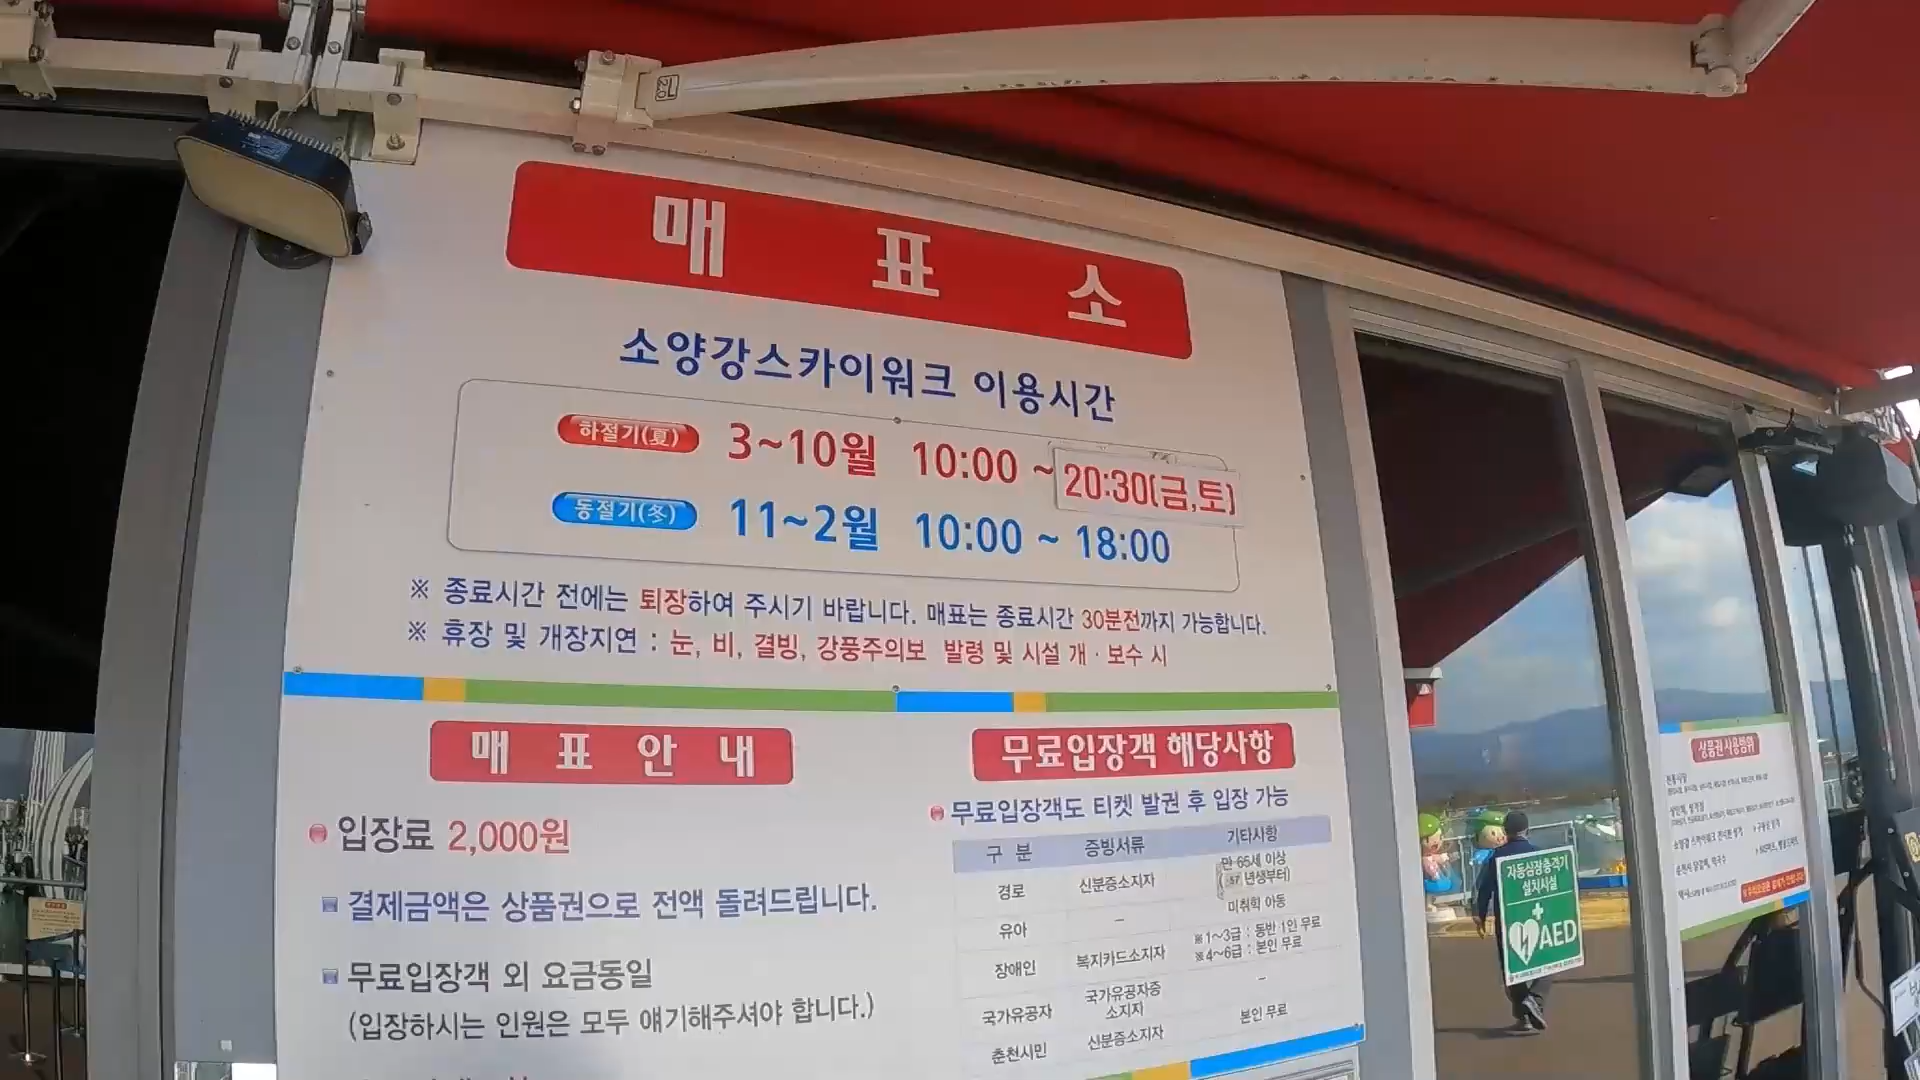 매 표 소
소양강스카이워크 이용시간
하절기(夏) 3~10월 10:00 ~ 20:30(금,토)
동절기(冬) 11~2월 10:00 ~ 18:00
※ 종료시간 전에는 퇴장하여 주시기 바랍니다. 매표는 종료시간 30분전까지 가능합니다.
※ 휴장 및 개장지연 : 눈, 비, 결빙, 강풍주의보 발령 및 시설 개·보수 시
매 표 안 내
입장료 2,000원
결제금액은 상품권으로 전액 돌려드립니다.
무료입장객 외 요금동일
(입장하시는 인원은 모두 얘기해주셔야 합니다.)
무료입장객 해당사항
무료입장객도 티켓 발권 후 입장 가능
구 분 증빙서류 기타사항
경로 신분증소지자 만 65세 이상
(57년생부터)
유아 - 미취학 아동
장애인 복지카드소지자 ※1~3급 : 동반 1인 무료
※4~6급 : 본인 무료
국가유공자 국가유공자증
소지자 -
춘천시민 신분증소지자 본인 무료
자동심장충격기
설치시설
AED
상품권 사용범위